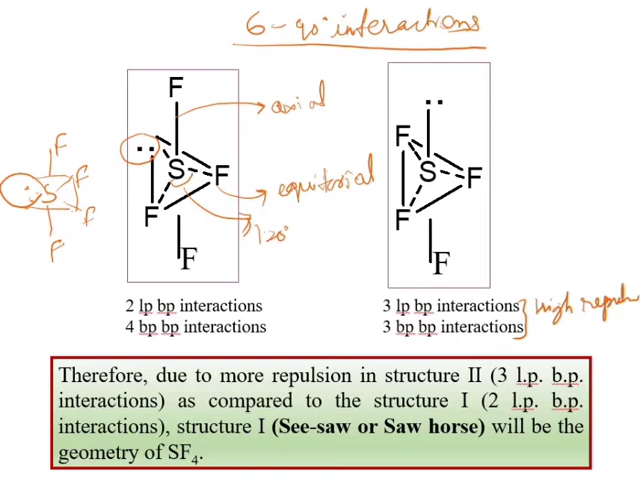 6 - 90° interactions
F
axial
F
:
S
F
F
F
F
S
F
F
F
equitorial
120°
F
..
F
S
F
F
F
2 lp bp interactions
4 bp bp interactions
3 lp bp interactions
3 bp bp interactions
high
Therefore, due to more repulsion in structure II (3 l.p. b.p.
interactions) as compared to the structure I (2 l.p. b.p.
interactions), structure I (See-saw or Saw horse) will be the
geometry of SF₄.